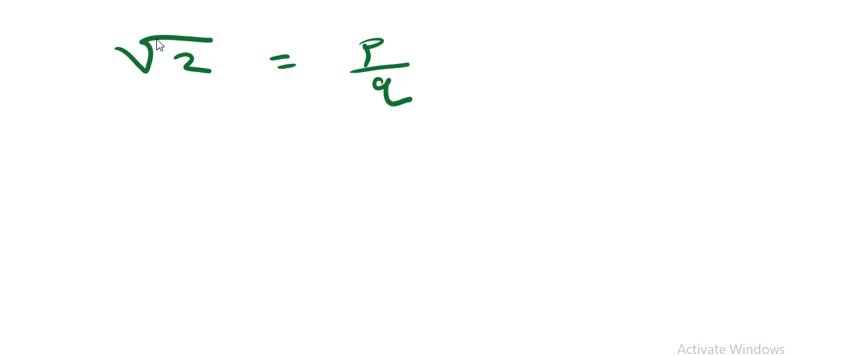 √2 = p/q
Activate Windows